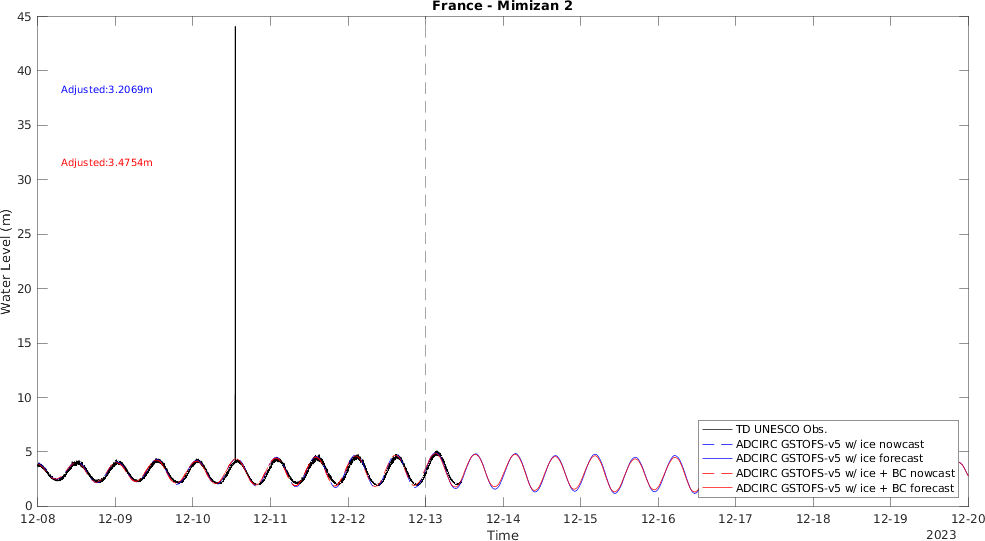 France - Mimizan 2
45
40
35
30
25
20
15
10
5
0
Water Level (m)
Adjusted:3.2069m
Adjusted:3.4754m
TD UNESCO Obs.
ADCIRC GSTOFS-v5 w/ ice nowcast
ADCIRC GSTOFS-v5 w/ ice forecast
ADCIRC GSTOFS-v5 w/ ice + BC nowcast
ADCIRC GSTOFS-v5 w/ ice + BC forecast
12-08 12-09 12-10 12-11 12-12 12-13 12-14 12-15 12-16 12-17 12-18 12-19 12-20
Time
2023